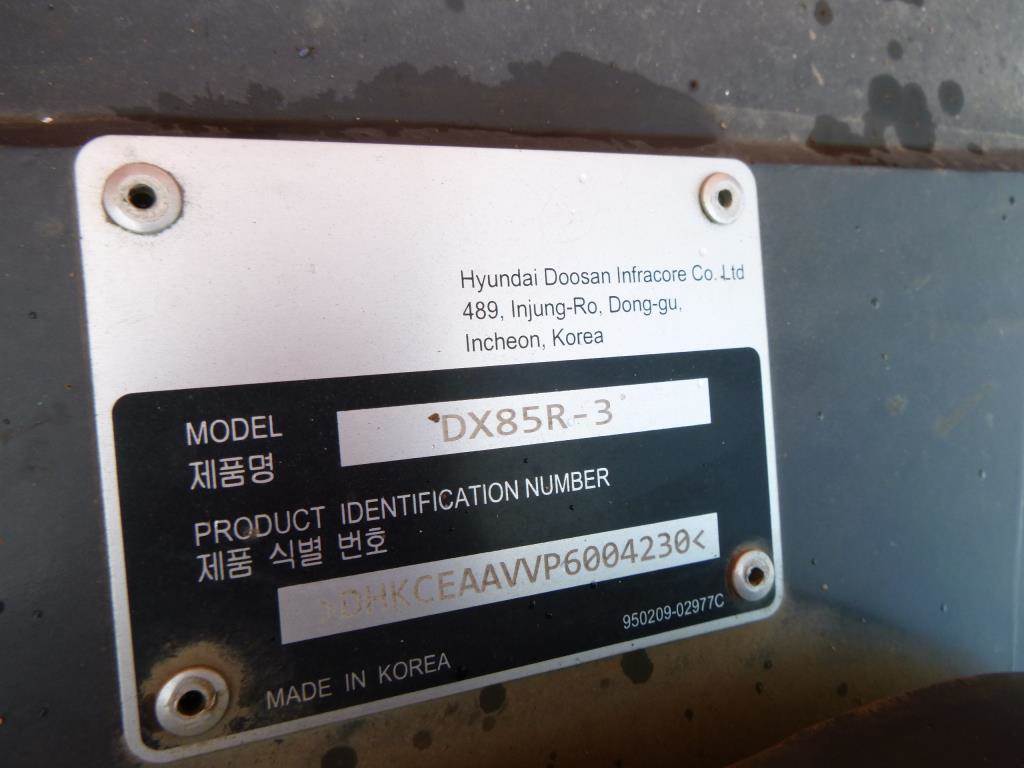 Hyundai Doosan Infracore Co. Ltd
489, Injung-Ro, Dong-gu,
Incheon, Korea
MODEL DX85R-3
제품명
PRODUCT IDENTIFICATION NUMBER
제품 식별 번호
>DHKCEAAVVP6004230<
950209-02977C
MADE IN KOREA